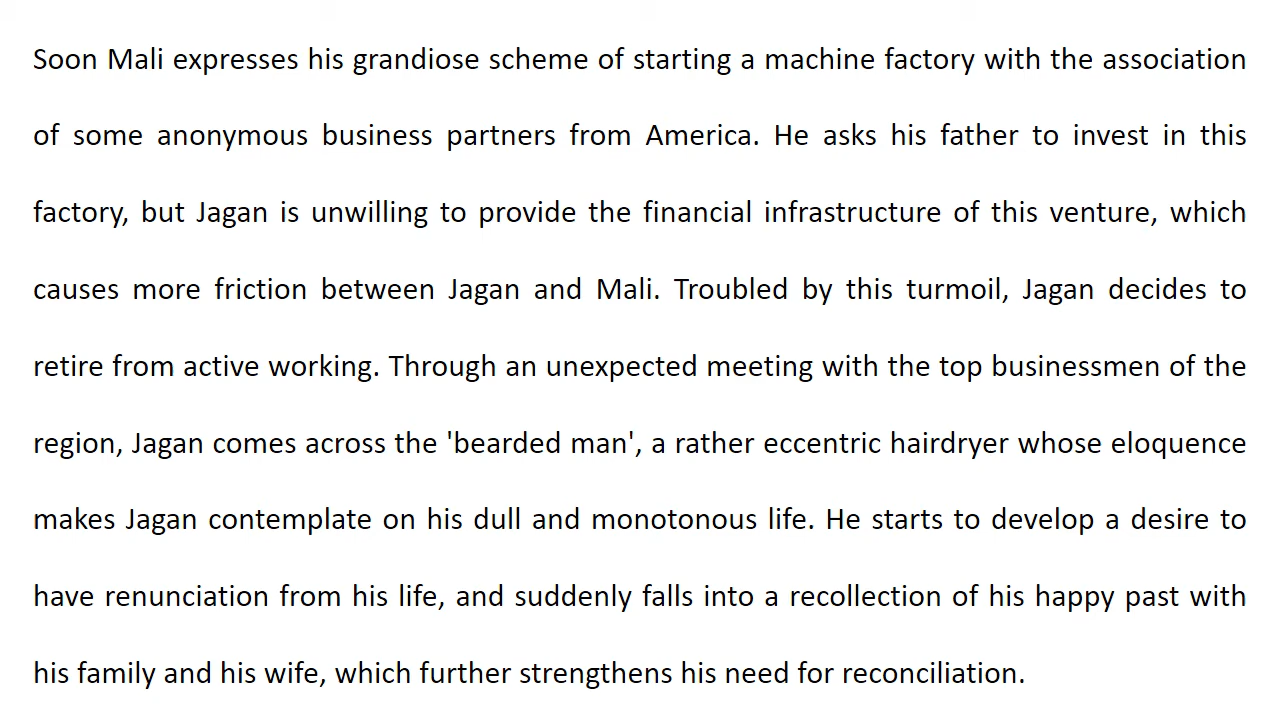 Soon Mali expresses his grandiose scheme of starting a machine factory with the association
of some anonymous business partners from America. He asks his father to invest in this
factory, but Jagan is unwilling to provide the financial infrastructure of this venture, which
causes more friction between Jagan and Mali. Troubled by this turmoil, Jagan decides to
retire from active working. Through an unexpected meeting with the top businessmen of the
region, Jagan comes across the 'bearded man', a rather eccentric hairdryer whose eloquence
makes Jagan contemplate on his dull and monotonous life. He starts to develop a desire to
have renunciation from his life, and suddenly falls into a recollection of his happy past with
his family and his wife, which further strengthens his need for reconciliation.